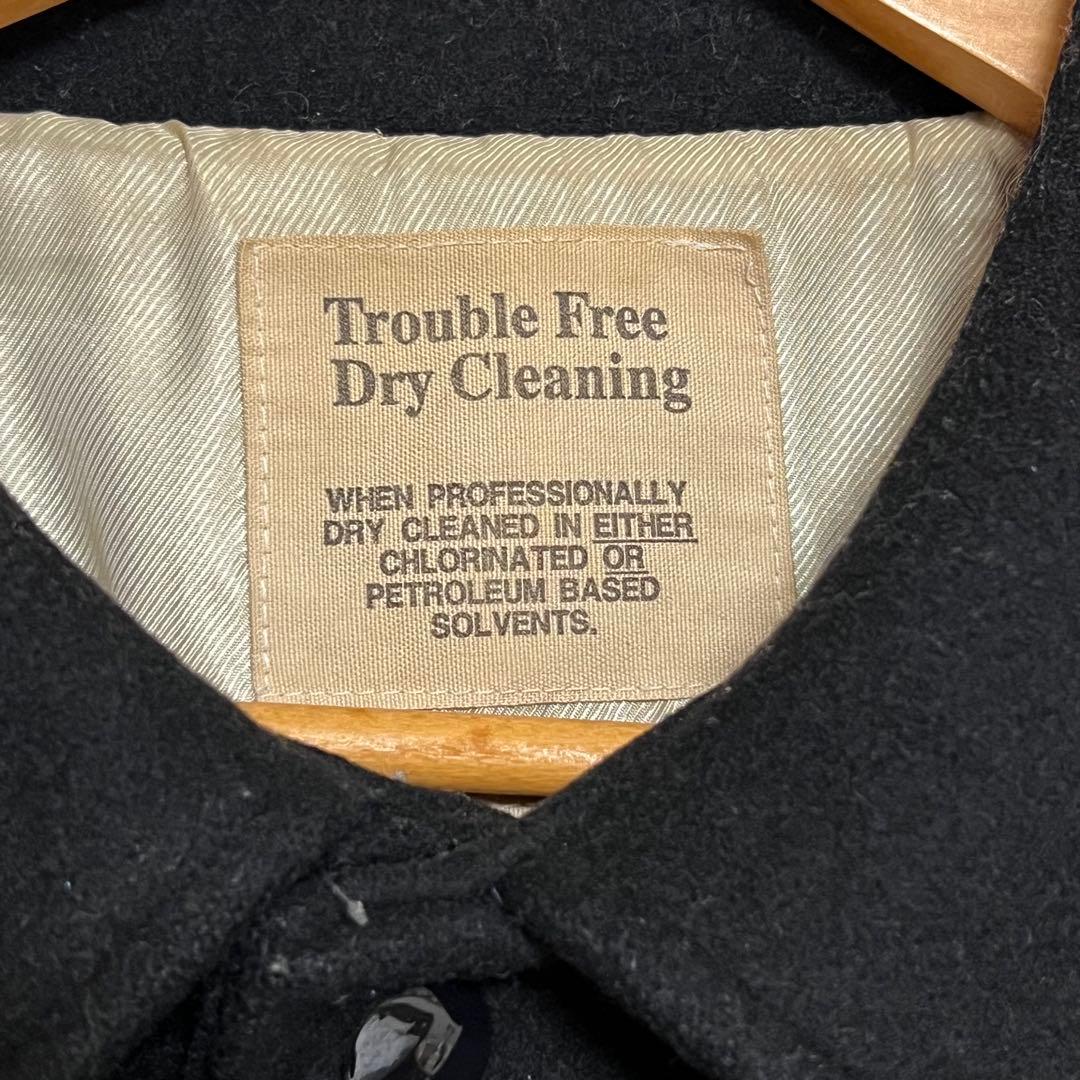 Trouble Free
Dry Cleaning
WHEN PROFESSIONALLY
DRY CLEANED IN EITHER
CHLORINATED OR
PETROLEUM BASED
SOLVENTS.